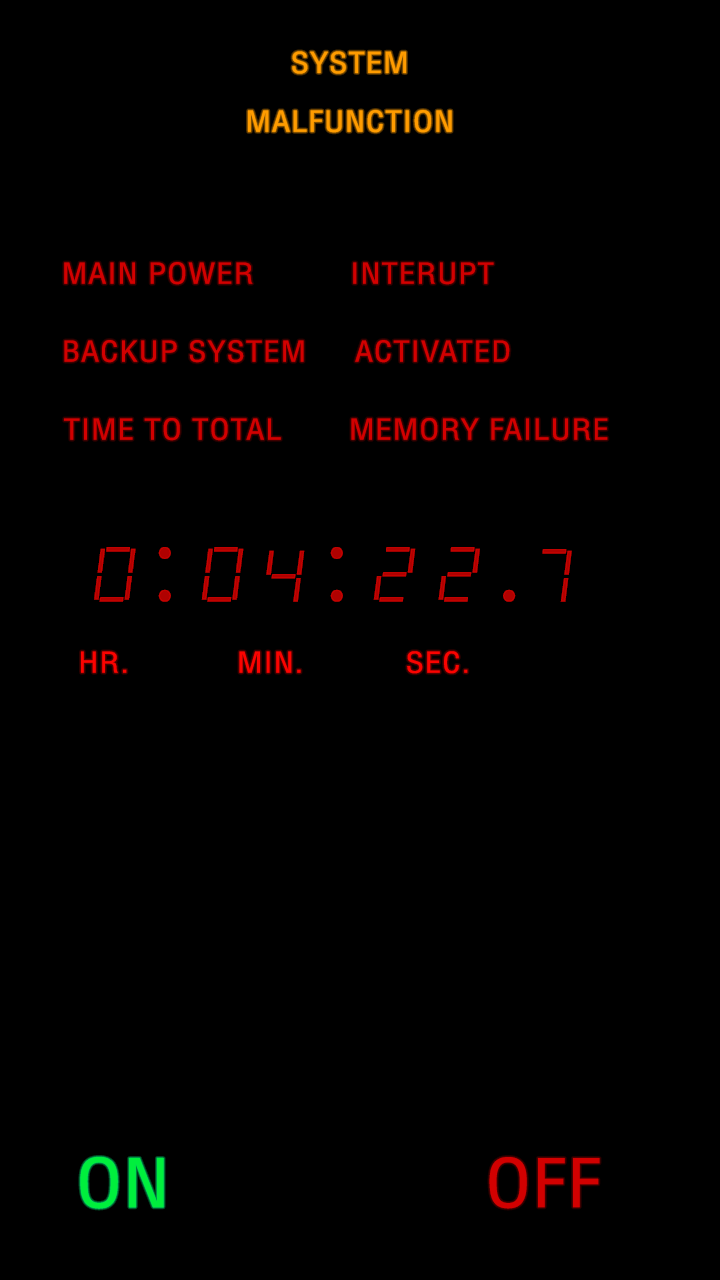 SYSTEM
MALFUNCTION
MAIN POWER INTERUPT
BACKUP SYSTEM ACTIVATED
TIME TO TOTAL MEMORY FAILURE
0:04:22.7
HR. MIN. SEC.
ON OFF